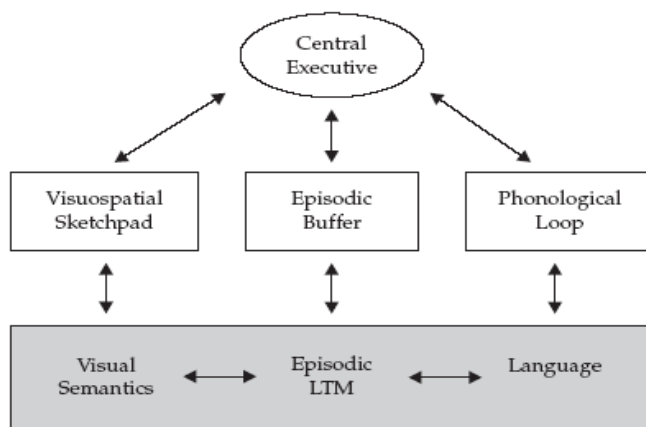 Central
Executive
Visuospatial
Sketchpad
Episodic
Buffer
Phonological
Loop
Visual
Semantics
Episodic
LTM
Language